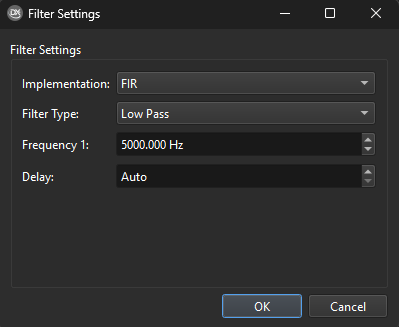 DX Filter Settings
Filter Settings
Implementation: FIR
Filter Type: Low Pass
Frequency 1: 5000.000 Hz
Delay: Auto
OK Cancel